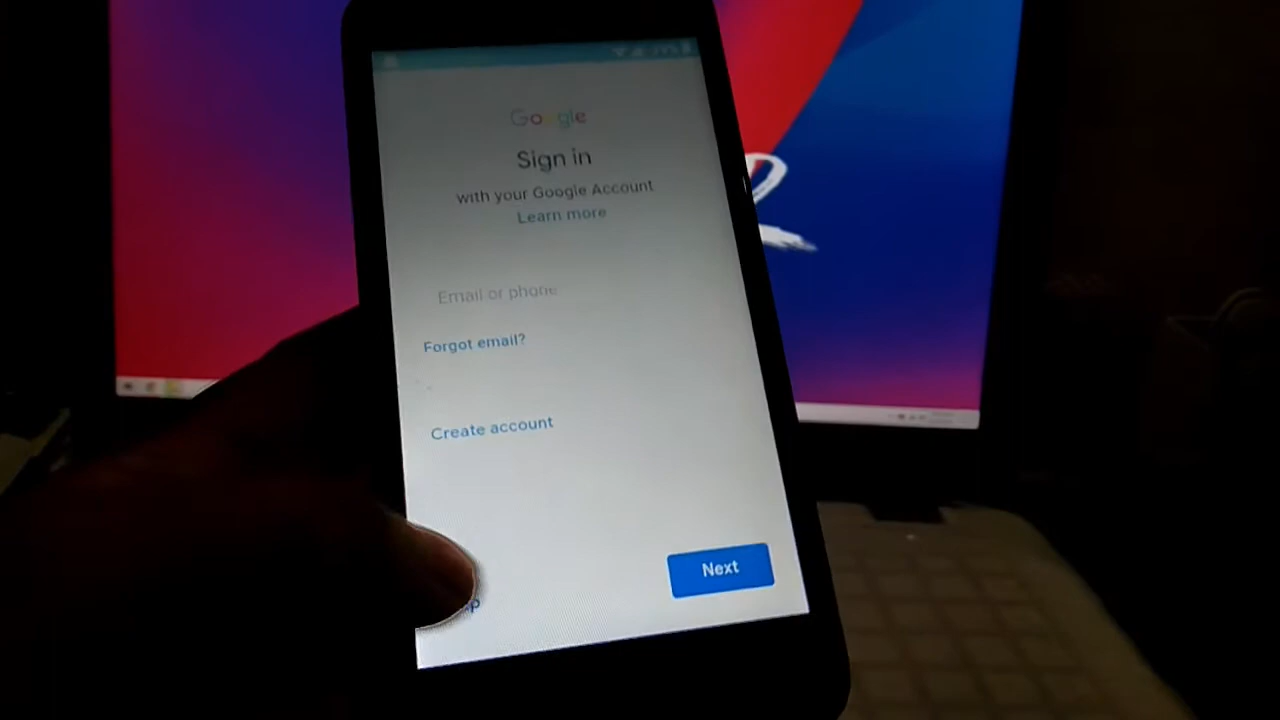 Google
Sign in
with your Google Account
Learn more
Email or phone
Forgot email?
Create account
Next